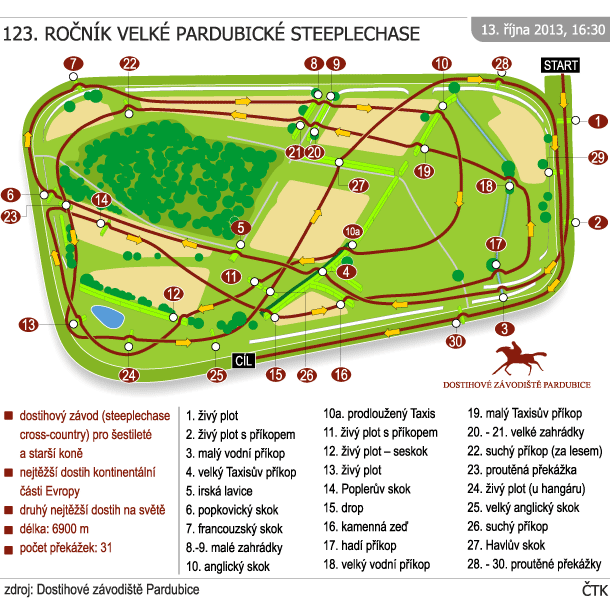 123. ROČNÍK VELKÉ PARDUBICKÉ STEEPLECHASE
13. října 2013, 16:30
7
22
8
9
10
28
START
1
21
20
29
27
19
18
6
23
14
5
10a
2
17
11
4
12
13
3
24
25
CÍL
15
26
16
30
DOSTIHOVÉ ZÁVODIŠTĚ PARDUBICE
dostihový závod (steeplechase
cross-country) pro šestileté
a starší koně
nejtěžší dostih kontinentální
části Evropy
druhý nejtěžší dostih na světě
délka: 6900 m
počet překážek: 31
1. živý plot
2. živý plot s příkopem
3. malý vodní příkop
4. velký Taxisův příkop
5. irská lavice
6. popkovický skok
7. francouzský skok
8.-9. malé zahrádky
10. anglický skok
10a. prodloužený Taxis
11. živý plot s příkopem
12. živý plot – seskok
13. živý plot
14. Poplerův skok
15. drop
16. kamenná zeď
17. hadí příkop
18. velký vodní příkop
19. malý Taxisův příkop
20. - 21. velké zahrádky
22. suchý příkop (za lesem)
23. proutěná překážka
24. živý plot (u hangáru)
25. velký anglický skok
26. suchý příkop
27. Havlův skok
28. - 30. proutěné překážky
zdroj: Dostihové závodiště Pardubice
ČTK